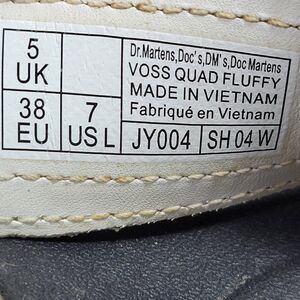 5
UK
38
EU
7
US L
Dr.Martens,Doc's,DM's,Doc Martens
VOSS QUAD FLUFFY
MADE IN VIETNAM
Fabriqué en Vietnam
JY004
SH 04 W